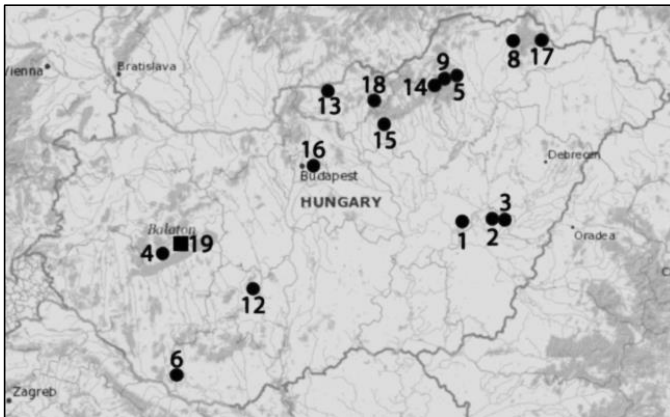 Vienna
Bratislava
8
17
9
14
5
13
18
15
16
Budapest
HUNGARY
Debrecen
1
2
3
Oradea
Balaton
4
19
12
6
Zagreb